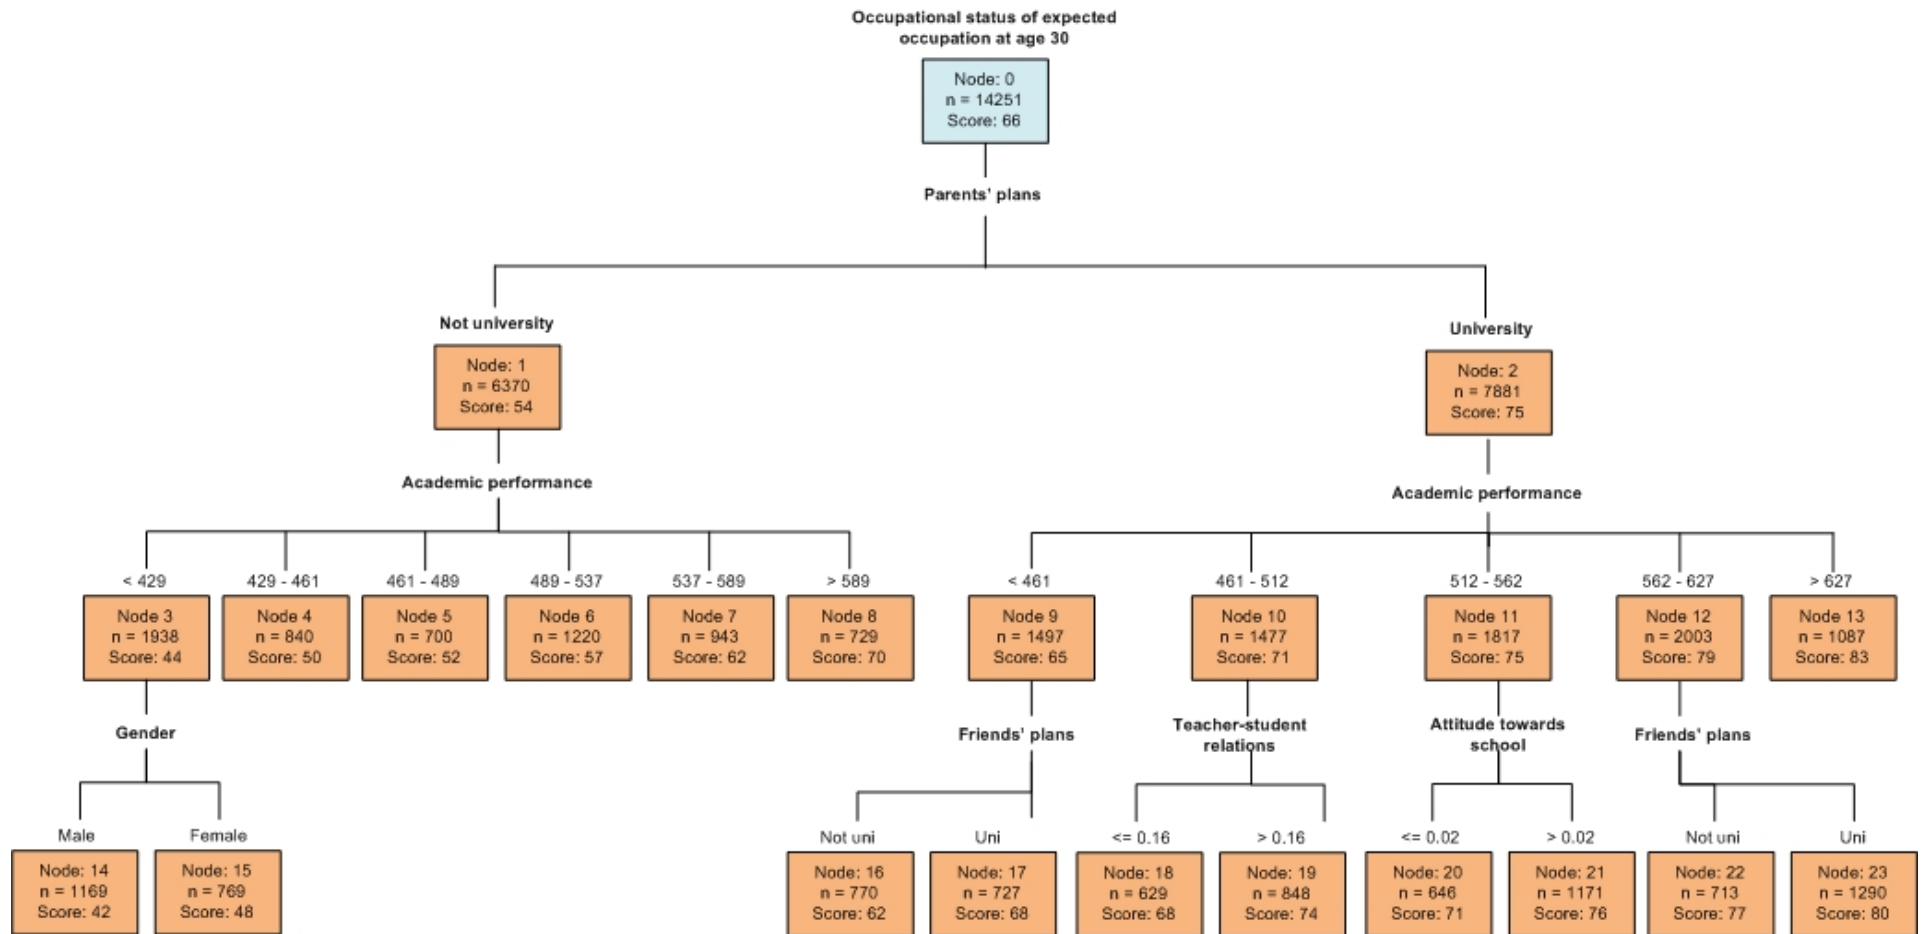 Occupational status of expected
occupation at age 30
Node: 0
n = 14251
Score: 66
Parents' plans
Not university
University
Node: 1
n = 6370
Score: 54
Node: 2
n = 7881
Score: 75
Academic performance
Academic performance
< 429
429 - 461
461 - 489
489 - 537
537 - 589
> 589
< 461
461 - 512
512 - 562
562 - 627
> 627
Node 3
n = 1938
Score: 44
Node 4
n = 840
Score: 50
Node 5
n = 700
Score: 52
Node 6
n = 1220
Score: 57
Node 7
n = 943
Score: 62
Node 8
n = 729
Score: 70
Node 9
n = 1497
Score: 65
Node 10
n = 1477
Score: 71
Node 11
n = 1817
Score: 75
Node 12
n = 2003
Score: 79
Node 13
n = 1087
Score: 83
Gender
Friends' plans
Teacher-student
relations
Attitude towards
school
Friends' plans
Male
Female
Not uni
Uni
<= 0.16
> 0.16
<= 0.02
> 0.02
Not uni
Uni
Node: 14
n = 1169
Score: 42
Node: 15
n = 769
Score: 48
Node: 16
n = 770
Score: 62
Node: 17
n = 727
Score: 68
Node: 18
n = 629
Score: 68
Node: 19
n = 848
Score: 74
Node: 20
n = 646
Score: 71
Node: 21
n = 1171
Score: 76
Node: 22
n = 713
Score: 77
Node: 23
n = 1290
Score: 80